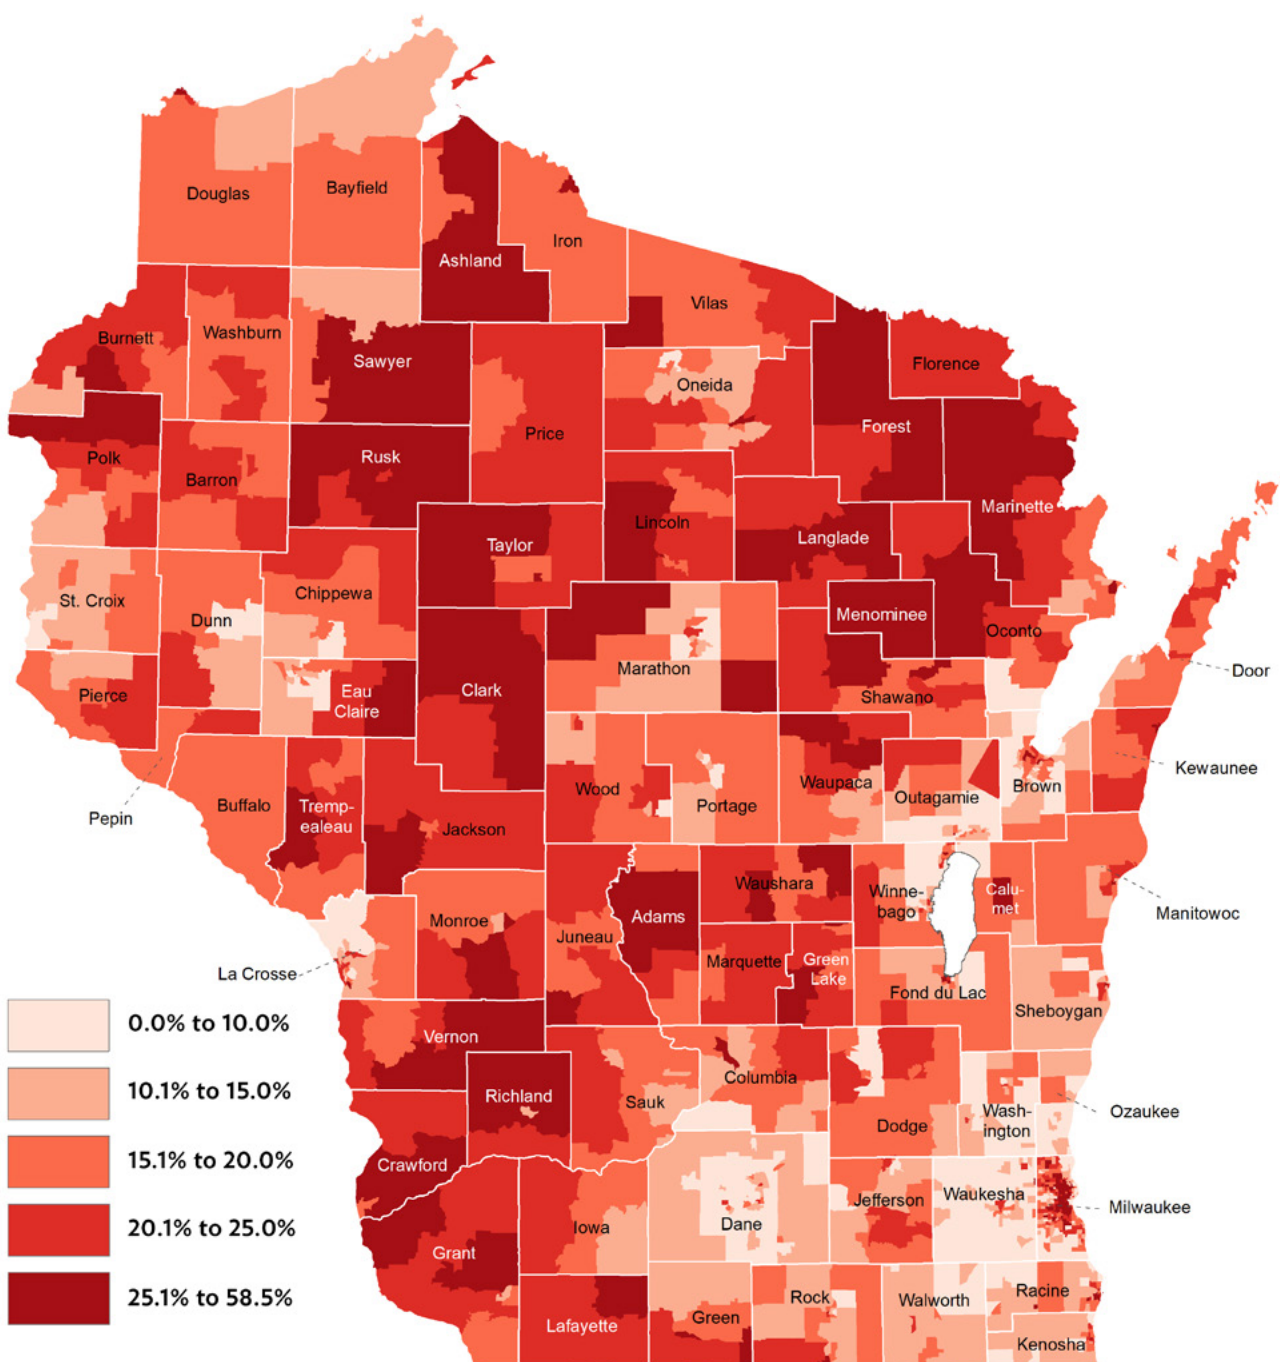 Douglas
Bayfield
Iron
Ashland
Vilas
Burnett
Washburn
Sawyer
Florence
Oneida
Price
Forest
Polk
Rusk
Barron
Marinette
Lincoln
Langlade
Taylor
Chippewa
St. Croix
Dunn
Menominee
Oconto
Marathon
Door
Pierce
Eau
Claire
Clark
Shawano
Kewaunee
Wood
Waupaca
Brown
Outagamie
Buffalo
Tremp-
ealeau
Portage
Pepin
Jackson
Waushara
Winne-
bago
Calu-
met
Manitowoc
Monroe
Adams
Juneau
Marquette
Green
Lake
La Crosse
Fond du Lac
Sheboygan
0.0% to 10.0%
Vernon
Columbia
10.1% to 15.0%
Richland
Sauk
Dodge
Wash-
ington
Ozaukee
15.1% to 20.0%
Crawford
Jefferson
Waukesha
Milwaukee
Dane
Iowa
20.1% to 25.0%
Grant
25.1% to 58.5%
Rock
Walworth
Racine
Lafayette
Green
Kenosha